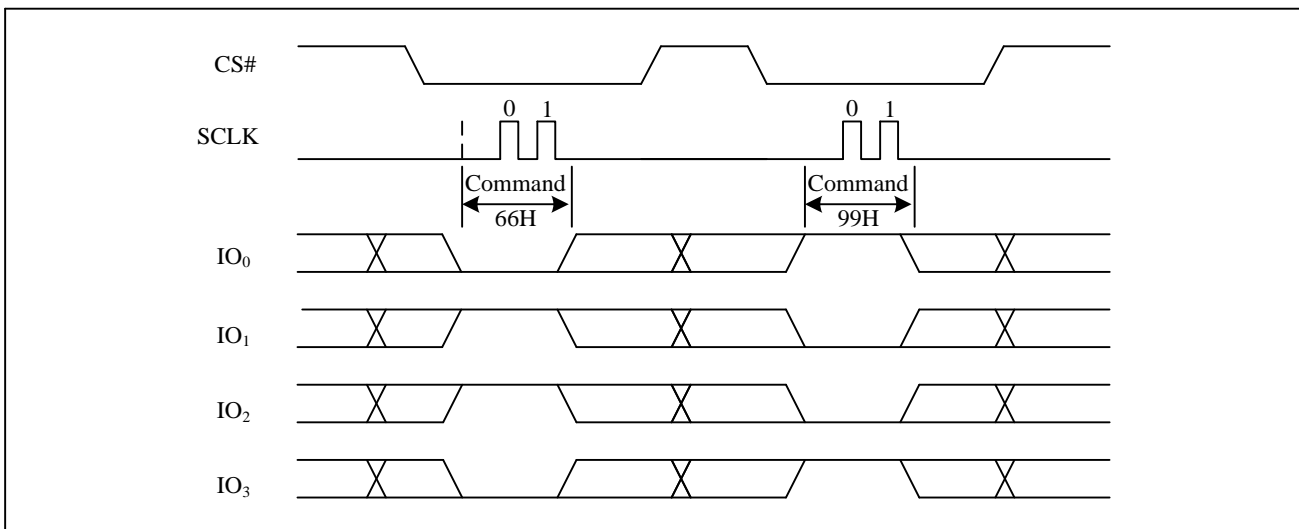 CS#
0 1 0 1
SCLK
Command Command
66H 99H
IO₀
IO₁
IO₂
IO₃